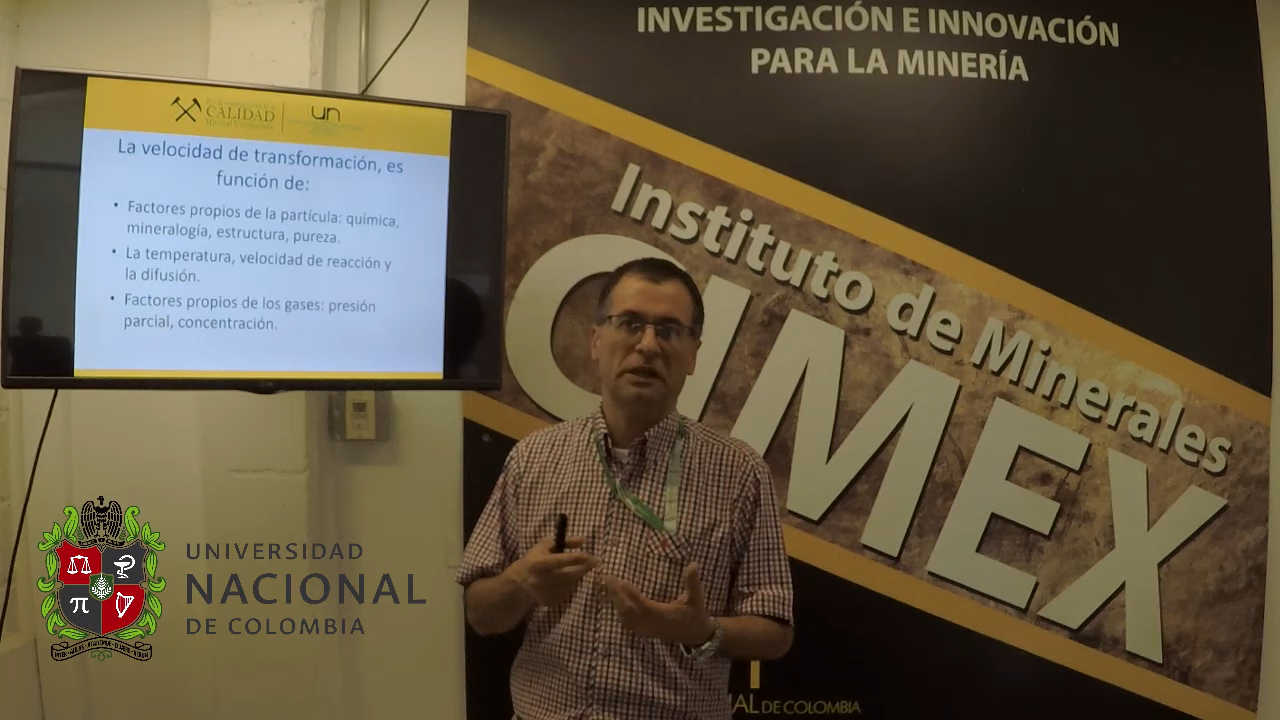 INVESTIGACIÓN E INNOVACIÓN
PARA LA MINERÍA
Instituto de Minerales
CIMEX
CALIDAD
un
La velocidad de transformación, es
función de:
• Factores propios de la partícula: química,
mineralogía, estructura, pureza.
• La temperatura, velocidad de reacción y
la difusión.
• Factores propios de los gases: presión
parcial, concentración.
UNIVERSIDAD
NACIONAL
DE COLOMBIA
AL DE COLOMBIA